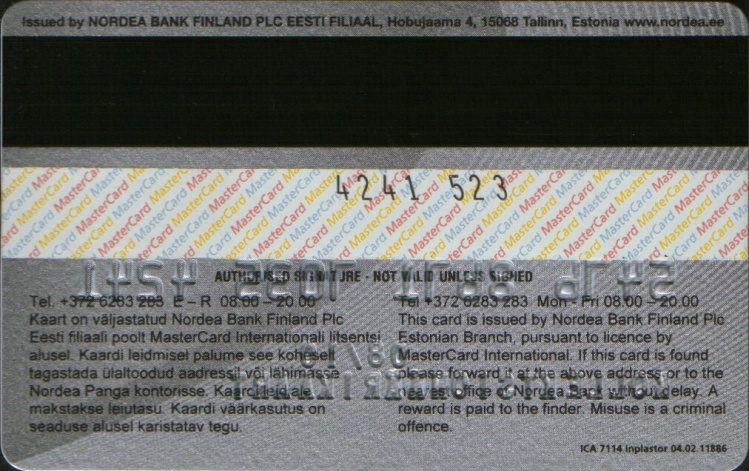 Issued by NORDEA BANK FINLAND PLC EESTI FILIAAL, Hobujaama 4, 15068 Tallinn, Estonia www.nordea.ee
MasterCard MasterCard MasterCard
4241 523
AUTHORISED SIGNATURE - NOT VALID UNLESS SIGNED
Tel. +372 6283 283 E – R 08.00 – 20.00
Kaart on väljastatud Nordea Bank Finland Plc
Eesti filiaali poolt MasterCard Internationali litsentsi
alusel. Kaardi leidmisel palume see koheselt
tagastada ülaltoodud aadressil või lähimasse
Nordea Panga kontorisse. Kaardi leidjale
makstakse leiutasu. Kaardi väärkasutus on
seaduse alusel karistatav tegu.
Tel +372 6283 283 Mon - Fri 08.00 – 20.00
This card is issued by Nordea Bank Finland Plc
Estonian Branch, pursuant to licence by
MasterCard International. If this card is found
please forward it at the above address or to the
nearest office of Nordea Bank without delay. A
reward is paid to the finder. Misuse is a criminal
offence.
ICA 7114 Inplastor 04.02.11886